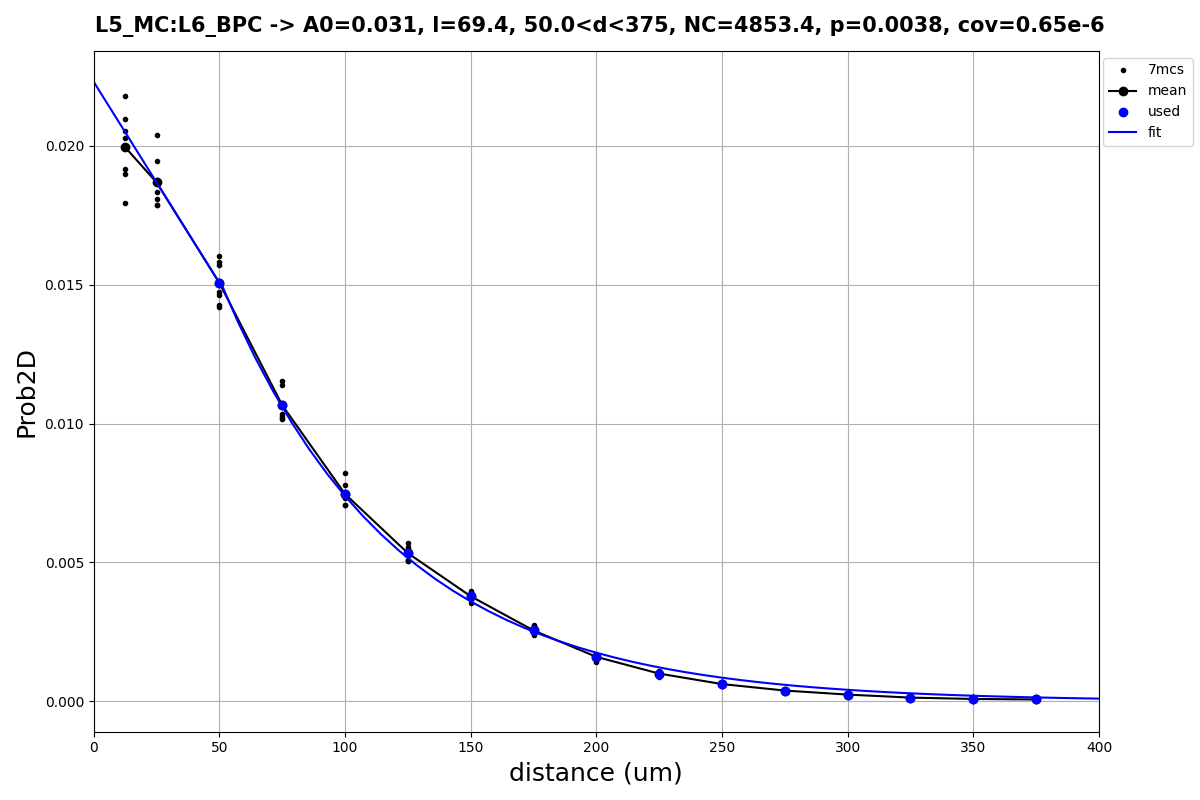 L5_MC:L6_BPC -> A0=0.031, l=69.4, 50.0<d<375, NC=4853.4, p=0.0038, cov=0.65e-6
7mcs
mean
used
fit
Prob2D
0.020
0.015
0.010
0.005
0.000
0 50 100 150 200 250 300 350 400
distance (um)